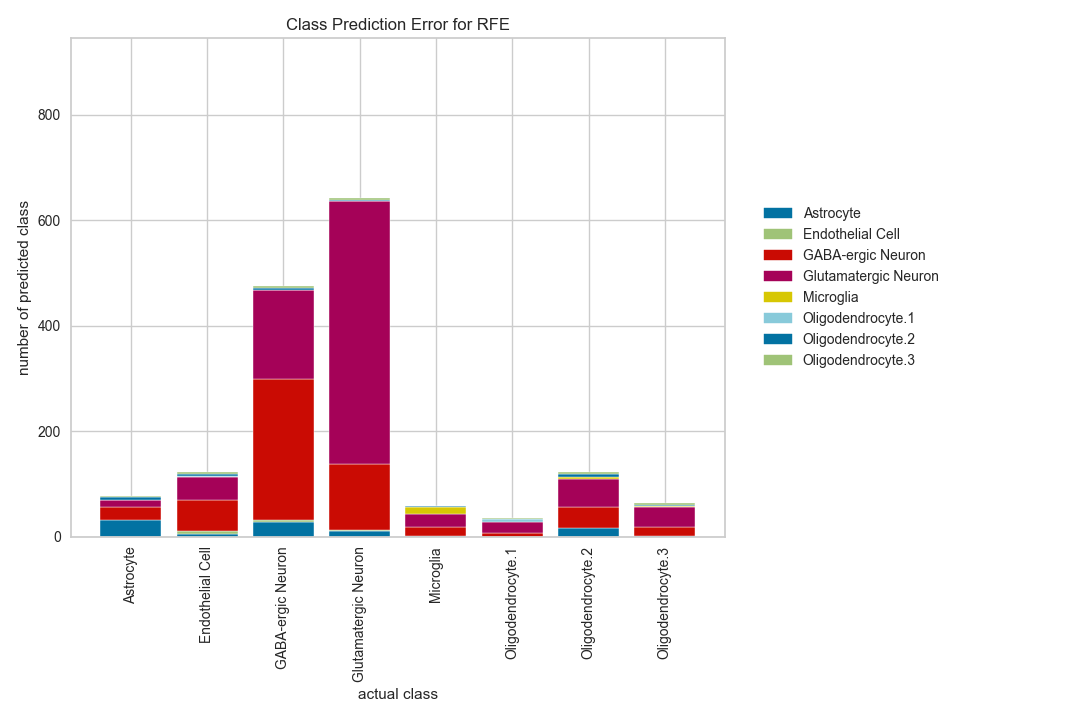 Class Prediction Error for RFE
800
600
400
200
0
number of predicted class
Astrocyte
Endothelial Cell
GABA-ergic Neuron
Glutamatergic Neuron
Microglia
Oligodendrocyte.1
Oligodendrocyte.2
Oligodendrocyte.3
actual class
Astrocyte
Endothelial Cell
GABA-ergic Neuron
Glutamatergic Neuron
Microglia
Oligodendrocyte.1
Oligodendrocyte.2
Oligodendrocyte.3